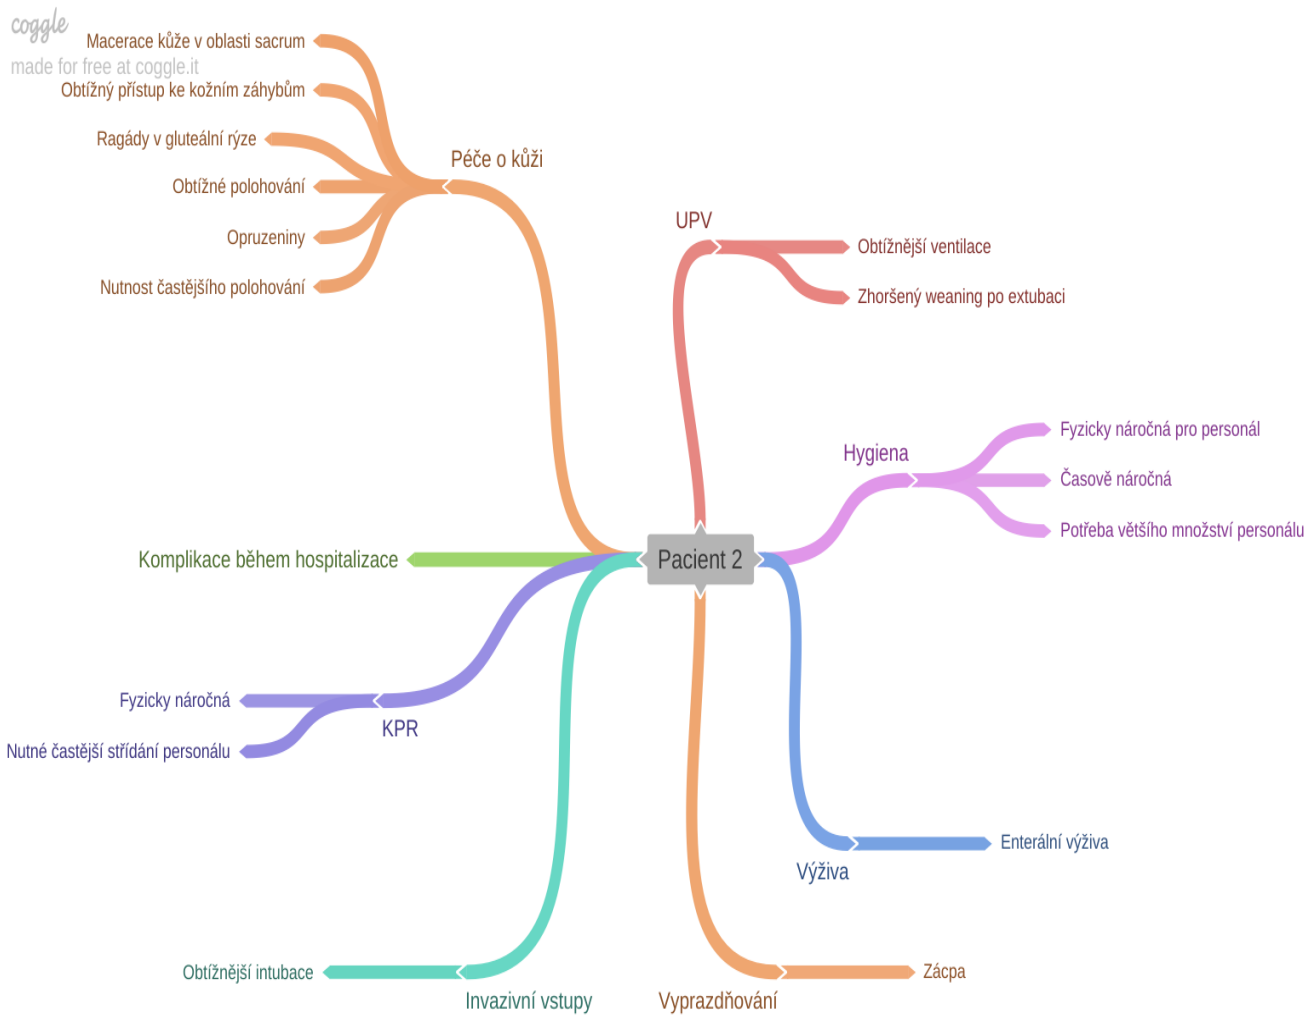 coggle
made for free at coggle.it
Macerace kůže v oblasti sacrum
Obtížný přístup ke kožním záhybům
Ragády v gluteální rýze
Obtížné polohování
Opruzeniny
Nutnost častějšího polohování
Péče o kůži
UPV
Obtížnější ventilace
Zhoršený weaning po extubaci
Hygiena
Fyzicky náročná pro personál
Časově náročná
Potřeba většího množství personálu
Komplikace během hospitalizace
Pacient 2
Fyzicky náročná
Nutné častější střídání personálu
KPR
Výživa
Enterální výživa
Obtížnější intubace
Invazivní vstupy
Vyprazdňování
Zácpa